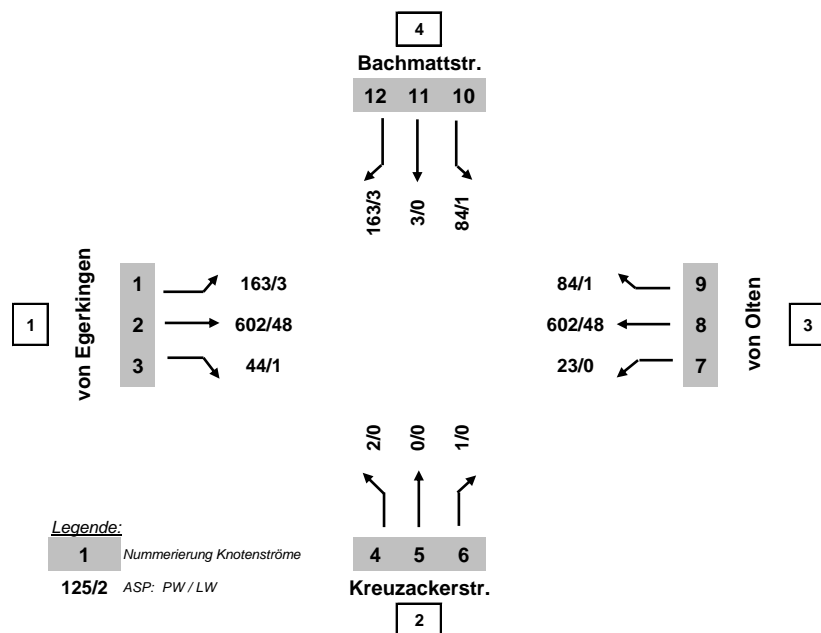 4
Bachmattstr.
12 11 10
163/3 3/0 84/1
1
von Egerkingen
1 163/3
2 602/48
3 44/1
84/1 9
602/48 8
23/0 7
von Olten
3
2/0 0/0 1/0
4 5 6
Kreuzackerstr.
2
Legende:
1 Nummerierung Knotenströme
125/2 ASP: PW / LW